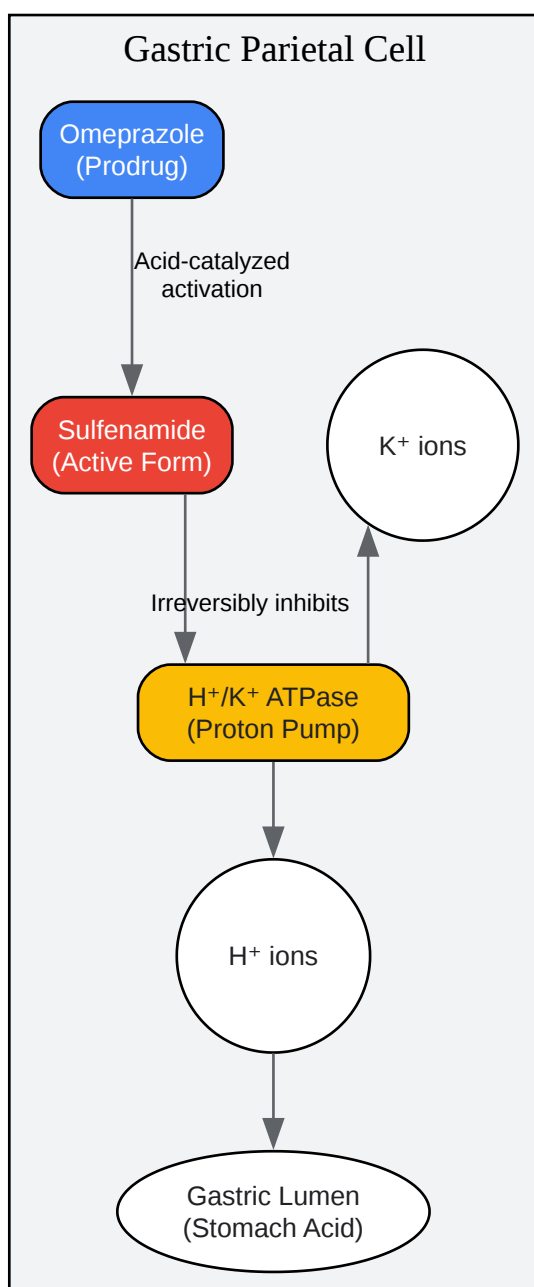 Gastric Parietal Cell
Omeprazole
(Prodrug)
Acid-catalyzed
activation
Sulfenamide
(Active Form)
K⁺ ions
Irreversibly inhibits
H⁺/K⁺ ATPase
(Proton Pump)
H⁺ ions
Gastric Lumen
(Stomach Acid)